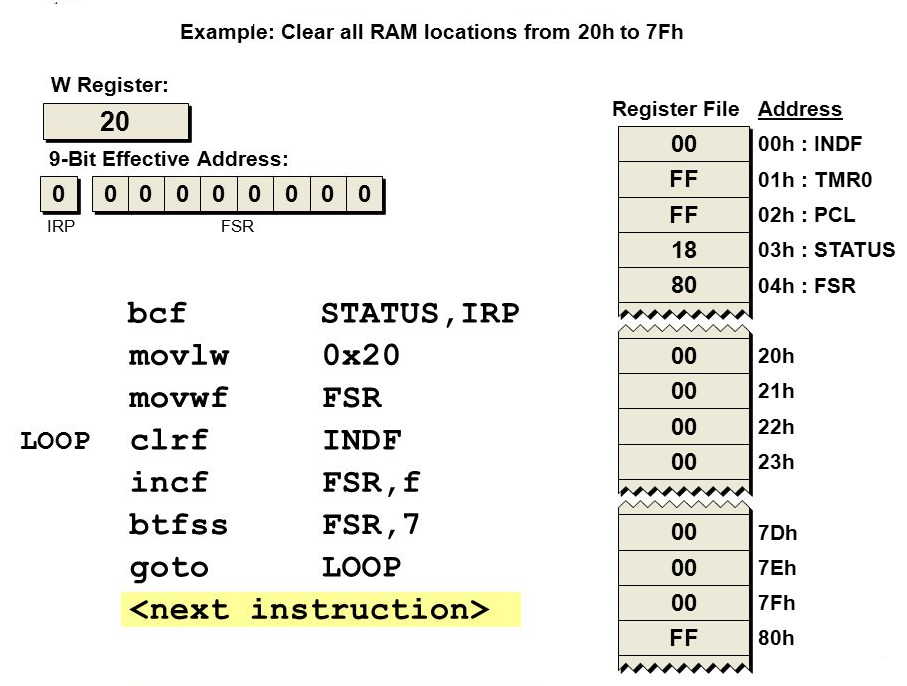 Example: Clear all RAM locations from 20h to 7Fh
W Register:
20
9-Bit Effective Address:
0 0 0 0 0 0 0 0 0
IRP FSR
bcf STATUS,IRP
movlw 0x20
movwf FSR
LOOP clrf INDF
incf FSR,f
btfss FSR,7
goto LOOP
<next instruction>
Register File Address
00 00h : INDF
FF 01h : TMR0
FF 02h : PCL
18 03h : STATUS
80 04h : FSR
00 20h
00 21h
00 22h
00 23h
00 7Dh
00 7Eh
00 7Fh
FF 80h